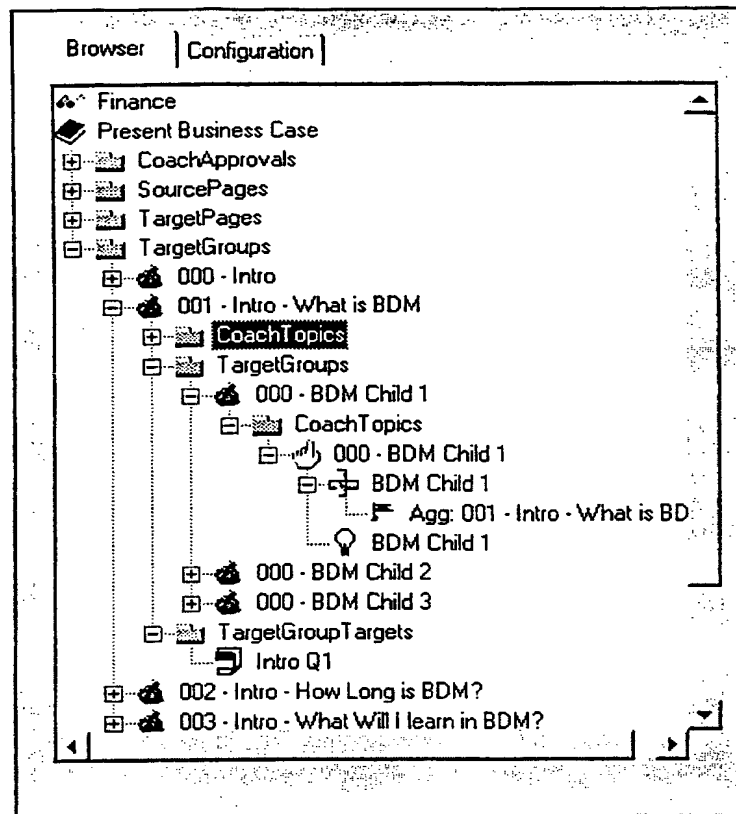 Browser Configuration
Finance
Present Business Case
CoachApprovals
SourcePages
TargetPages
TargetGroups
000 - Intro
001 - Intro - What is BDM
CoachTopics
TargetGroups
000 - BDM Child 1
CoachTopics
000 - BDM Child 1
BDM Child 1
Agg: 001 - Intro - What is BD
BDM Child 1
000 - BDM Child 2
000 - BDM Child 3
TargetGroupTargets
Intro Q1
002 - Intro - How Long is BDM?
003 - Intro - What Will I learn in BDM?